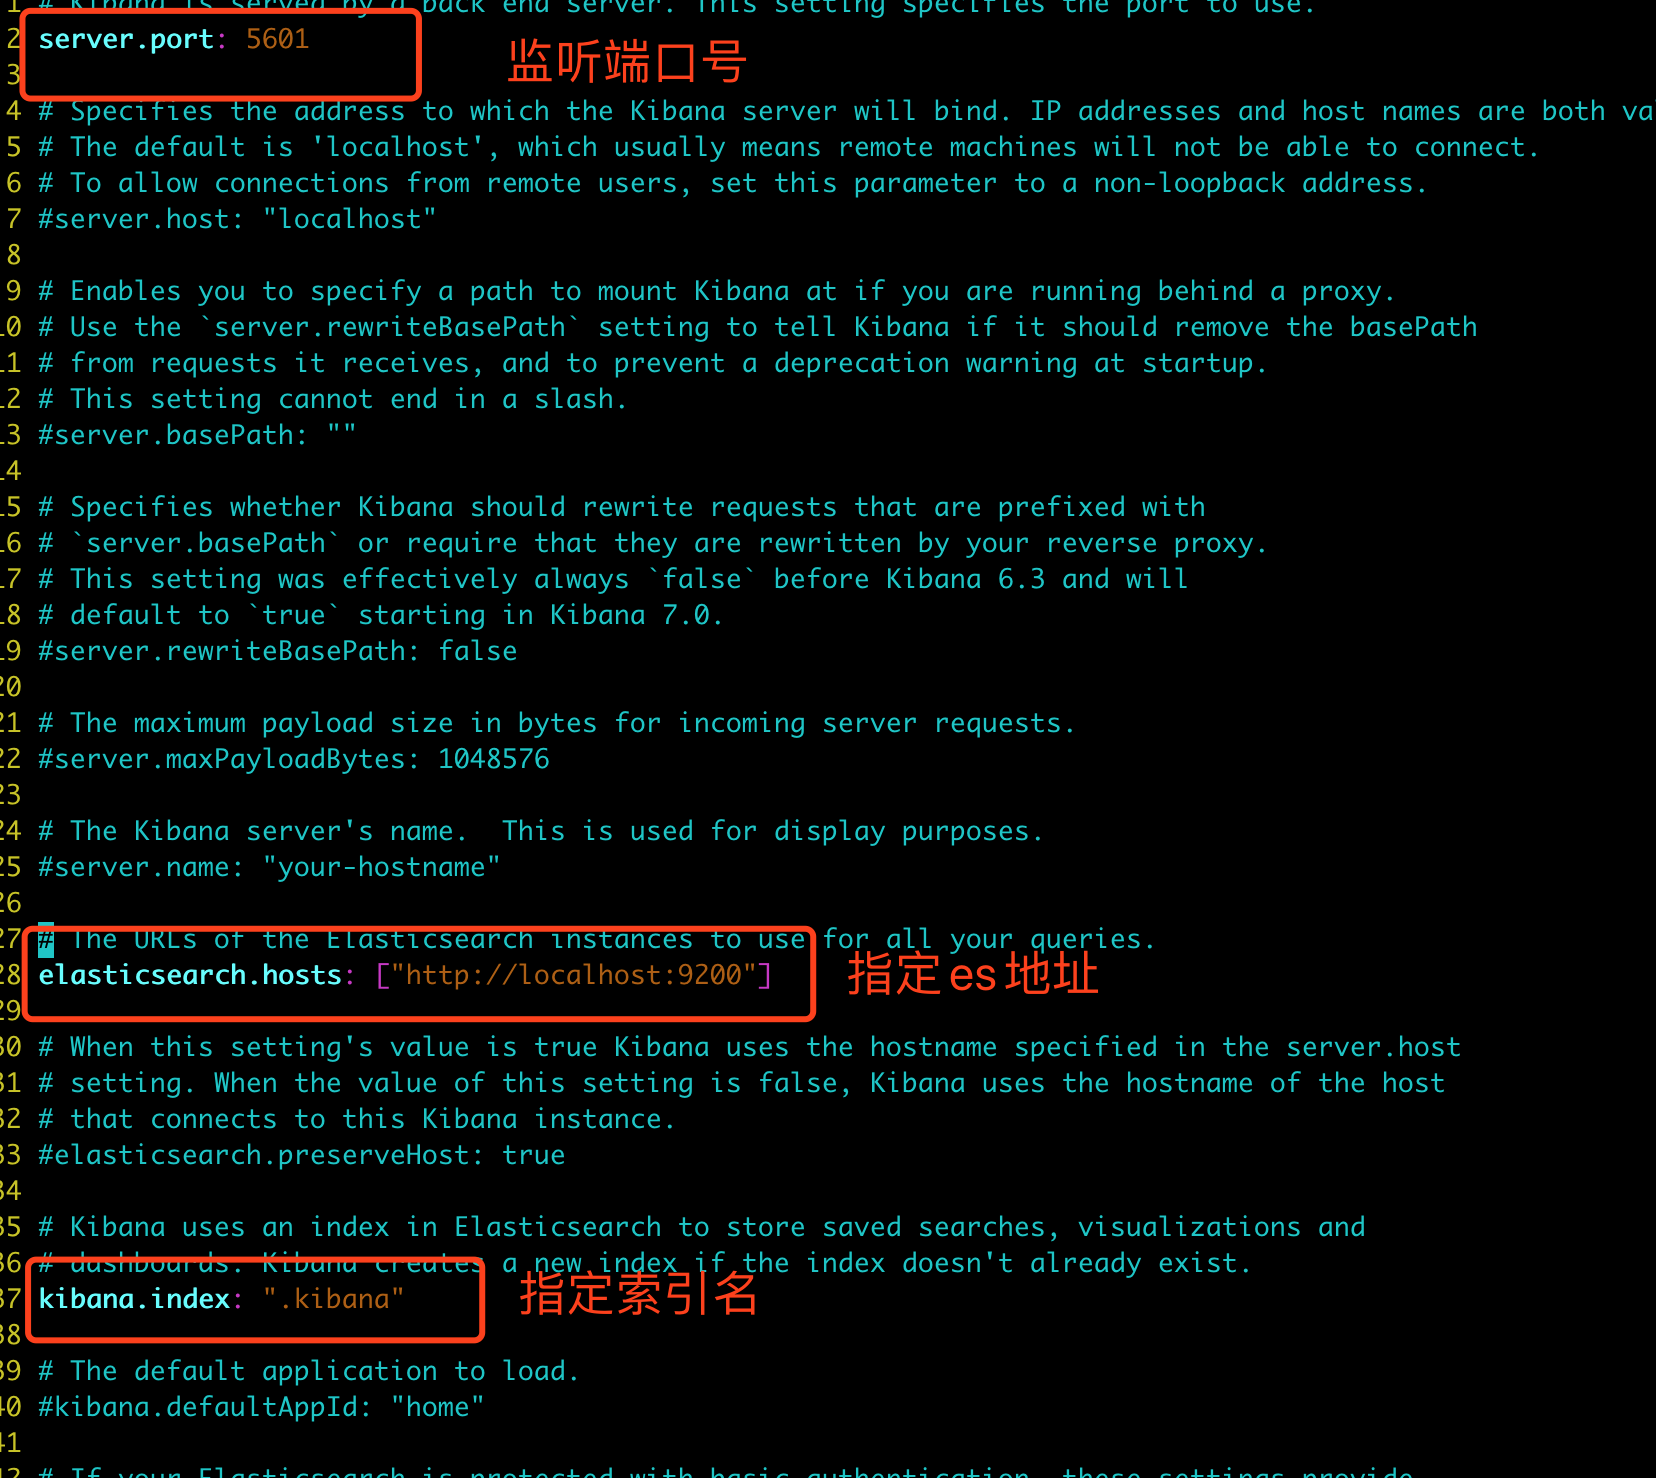 1 # Kibana is served by a back end server. This setting specifies the port to use.
2 server.port: 5601
监听端口号
3
4 # Specifies the address to which the Kibana server will bind. IP addresses and host names are both va
5 # The default is 'localhost', which usually means remote machines will not be able to connect.
6 # To allow connections from remote users, set this parameter to a non-loopback address.
7 #server.host: "localhost"
8
9 # Enables you to specify a path to mount Kibana at if you are running behind a proxy.
10 # Use the `server.rewriteBasePath` setting to tell Kibana if it should remove the basePath
11 # from requests it receives, and to prevent a deprecation warning at startup.
12 # This setting cannot end in a slash.
13 #server.basePath: ""
14
15 # Specifies whether Kibana should rewrite requests that are prefixed with
16 # `server.basePath` or require that they are rewritten by your reverse proxy.
17 # This setting was effectively always `false` before Kibana 6.3 and will
18 # default to `true` starting in Kibana 7.0.
19 #server.rewriteBasePath: false
20
21 # The maximum payload size in bytes for incoming server requests.
22 #server.maxPayloadBytes: 1048576
23
24 # The Kibana server's name.  This is used for display purposes.
25 #server.name: "your-hostname"
26
27 # The URLs of the Elasticsearch instances to use for all your queries.
28 elasticsearch.hosts: ["http://localhost:9200"]
指定es地址
29
30 # When this setting's value is true Kibana uses the hostname specified in the server.host
31 # setting. When the value of this setting is false, Kibana uses the hostname of the host
32 # that connects to this Kibana instance.
33 #elasticsearch.preserveHost: true
34
35 # Kibana uses an index in Elasticsearch to store saved searches, visualizations and
36 # dashboards. Kibana creates a new index if the index doesn't already exist.
37 kibana.index: ".kibana"
指定索引名
38
39 # The default application to load.
40 #kibana.defaultAppId: "home"
41
42 # If your Elasticsearch is protected with basic authentication, these settings provide